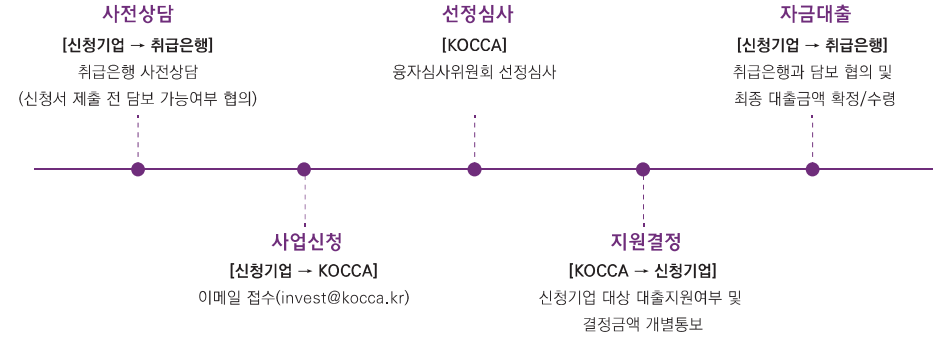 사전상담
[신청기업 → 취급은행]
취급은행 사전상담
(신청서 제출 전 담보 가능여부 협의)
사업신청
[신청기업 → KOCCA]
이메일 접수(invest@kocca.kr)
선정심사
[KOCCA]
융자심사위원회 선정심사
지원결정
[KOCCA → 신청기업]
신청기업 대상 대출지원여부 및
결정금액 개별통보
자금대출
[신청기업 → 취급은행]
취급은행과 담보 협의 및
최종 대출금액 확정/수령